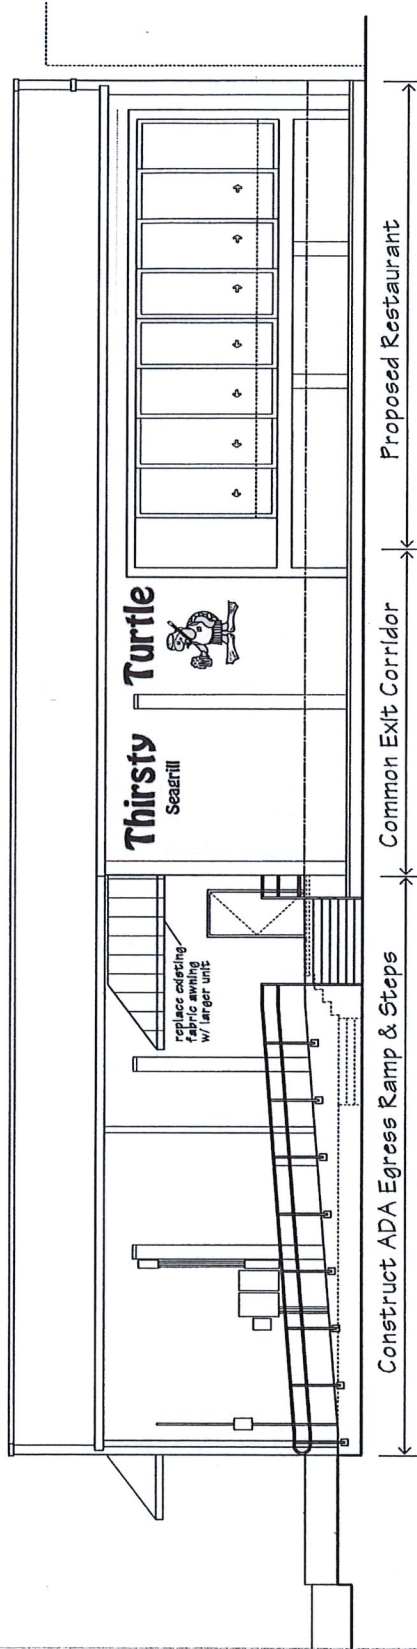 Thirsty Turtle
Seagrill
replace existing
fabric awning
w/ larger unit
Construct ADA Egress Ramp & Steps
Common Exit Corridor
Proposed Restaurant